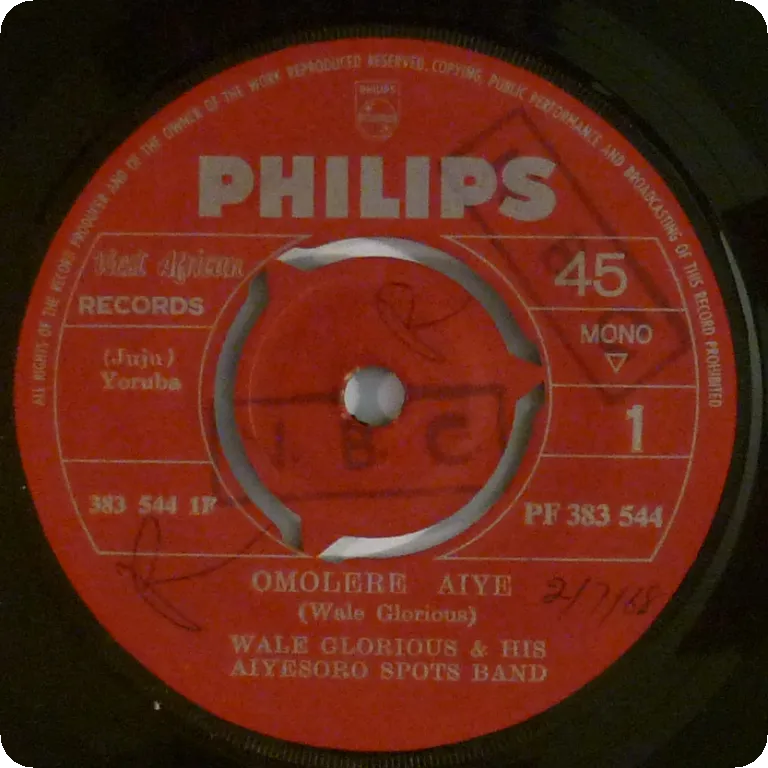 ALL RIGHTS OF THE RECORD PRODUCER AND OF THE OWNER OF THE WORK REPRODUCED RESERVED. COPYING, PUBLIC PERFORMANCE AND BROADCASTING OF THIS RECORD PROHIBITED
PHILIPS
PHILIPS
West African
RECORDS
(Juju)
Yoruba
45
MONO
1
R
I.B.C
383 544 1F
PF 383 544
R
OMOLERE AIYE
(Wale Glorious)
2/7/68
WALE GLORIOUS & HIS
AIYESORO SPOTS BAND